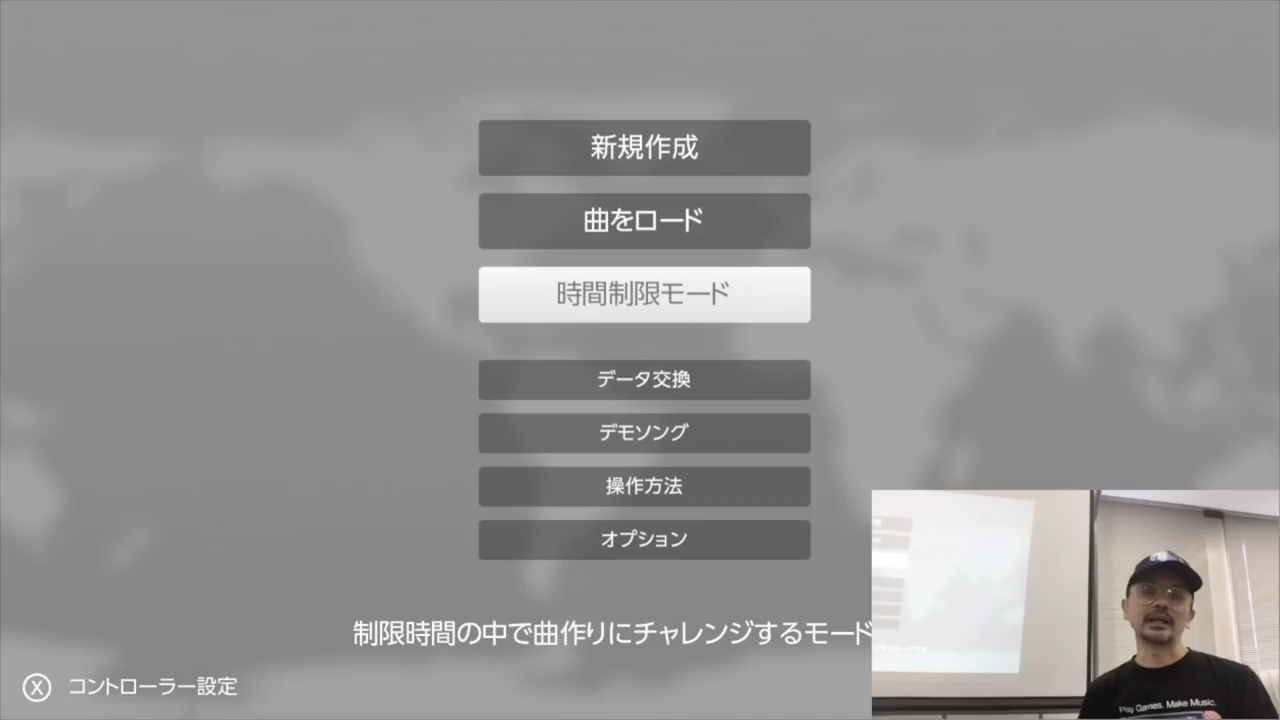 新規作成
曲をロード
時間制限モード
データ交換
デモソング
操作方法
オプション
制限時間の中で曲作りにチャレンジするモード
Ⓧ コントローラー設定
Play Games. Make Music.